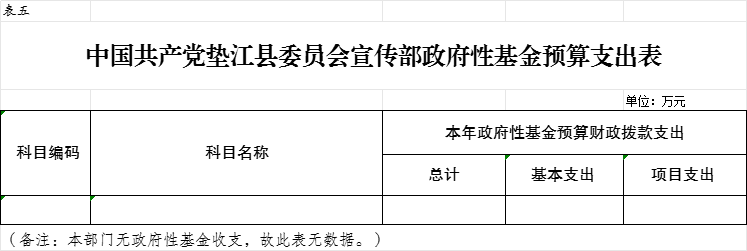 表五
中国共产党垫江县委员会宣传部政府性基金预算支出表
单位：万元
科目编码 科目名称 本年政府性基金预算财政拨款支出
总计 基本支出 项目支出
（备注：本部门无政府性基金收支，故此表无数据。）